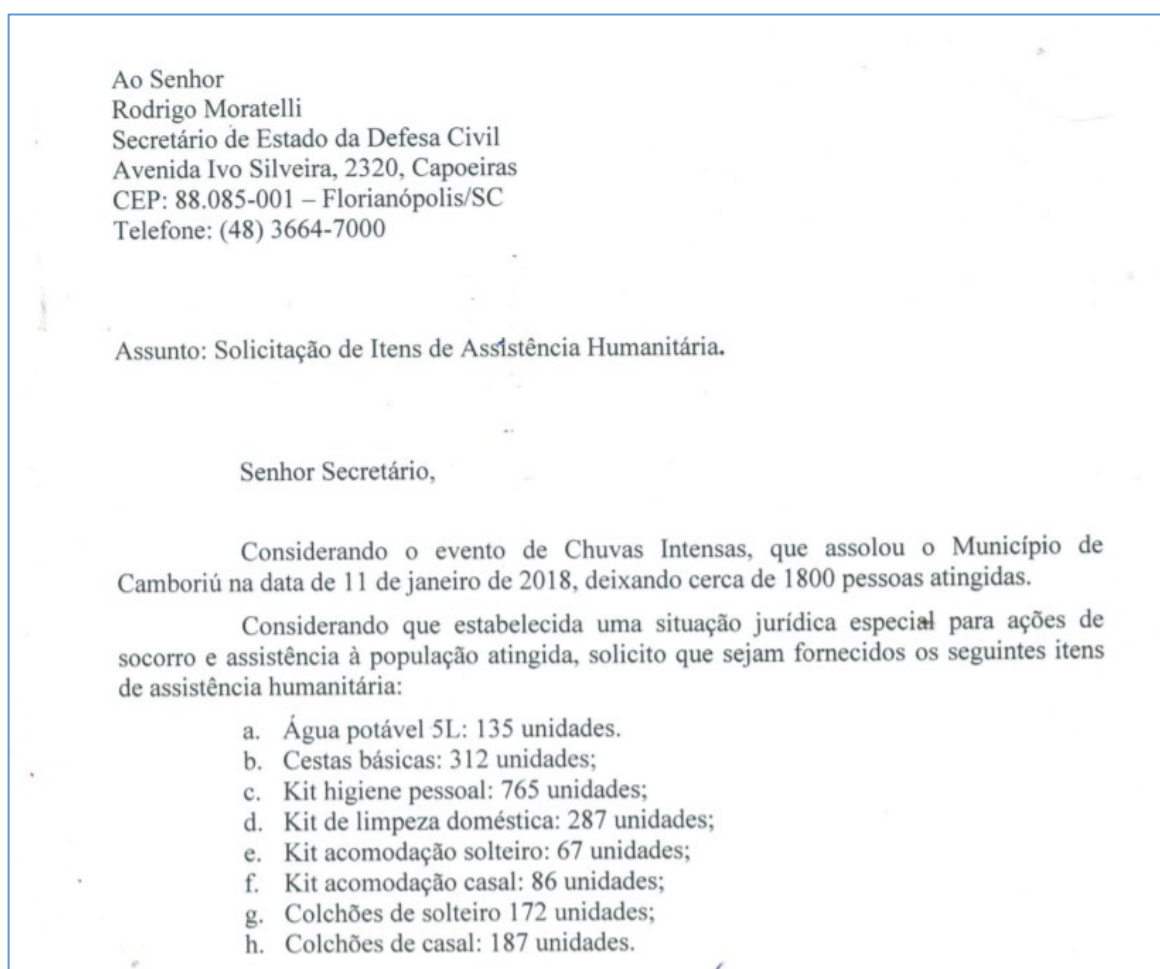 Ao Senhor
Rodrigo Moratelli
Secretário de Estado da Defesa Civil
Avenida Ivo Silveira, 2320, Capoeiras
CEP: 88.085-001 – Florianópolis/SC
Telefone: (48) 3664-7000
Assunto: Solicitação de Itens de Assistência Humanitária.
Senhor Secretário,
Considerando o evento de Chuvas Intensas, que assolou o Município de
Camboriú na data de 11 de janeiro de 2018, deixando cerca de 1800 pessoas atingidas.
Considerando que estabelecida uma situação jurídica especial para ações de
socorro e assistência à população atingida, solicito que sejam fornecidos os seguintes itens
de assistência humanitária:
a. Água potável 5L: 135 unidades.
b. Cestas básicas: 312 unidades;
c. Kit higiene pessoal: 765 unidades;
d. Kit de limpeza doméstica: 287 unidades;
e. Kit acomodação solteiro: 67 unidades;
f. Kit acomodação casal: 86 unidades;
g. Colchões de solteiro 172 unidades;
h. Colchões de casal: 187 unidades.